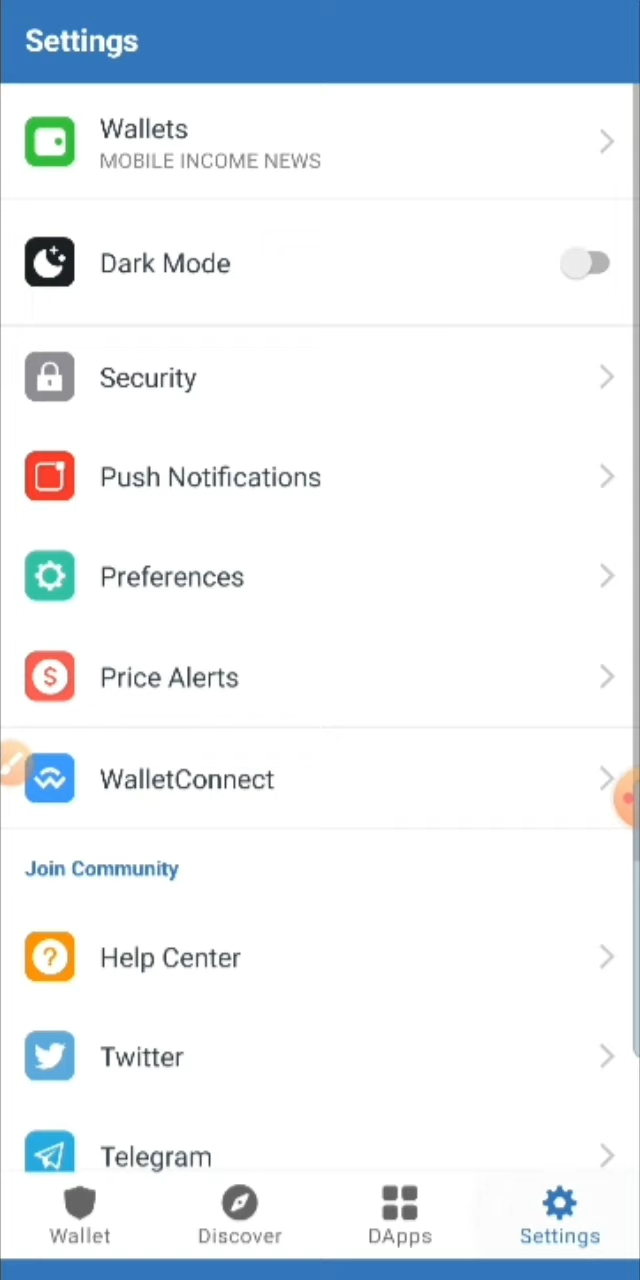 Settings
Wallets
MOBILE INCOME NEWS
Dark Mode
Security
Push Notifications
Preferences
Price Alerts
WalletConnect
Join Community
Help Center
Twitter
Telegram
Wallet
Discover
DApps
Settings